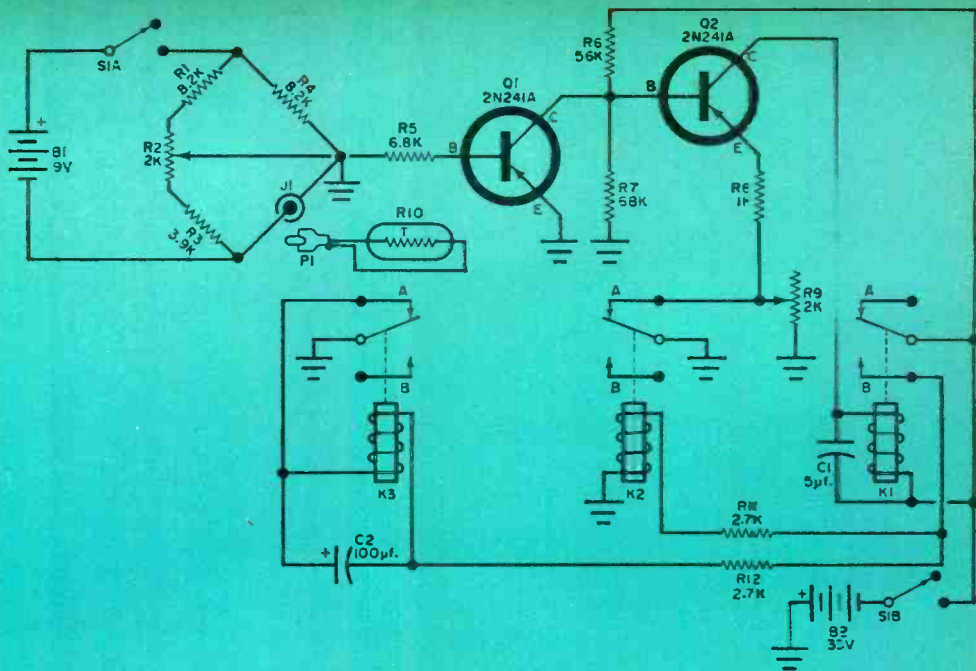 S1A
+
B1
9V
R1
8.2K
R4
8.2K
R2
2K
R3
3.9K
J1
R5
6.8K
B
Q1
2N241A
C
E
R10
T
P1
R6
56K
R7
68K
Q2
2N241A
B
C
E
1K
R9
2K
A
B
K3
A
B
K2
A
B
K1
C1
5µf.
+
C2
100µf.
R11
2.7K
R12
2.7K
+
B2
S1B